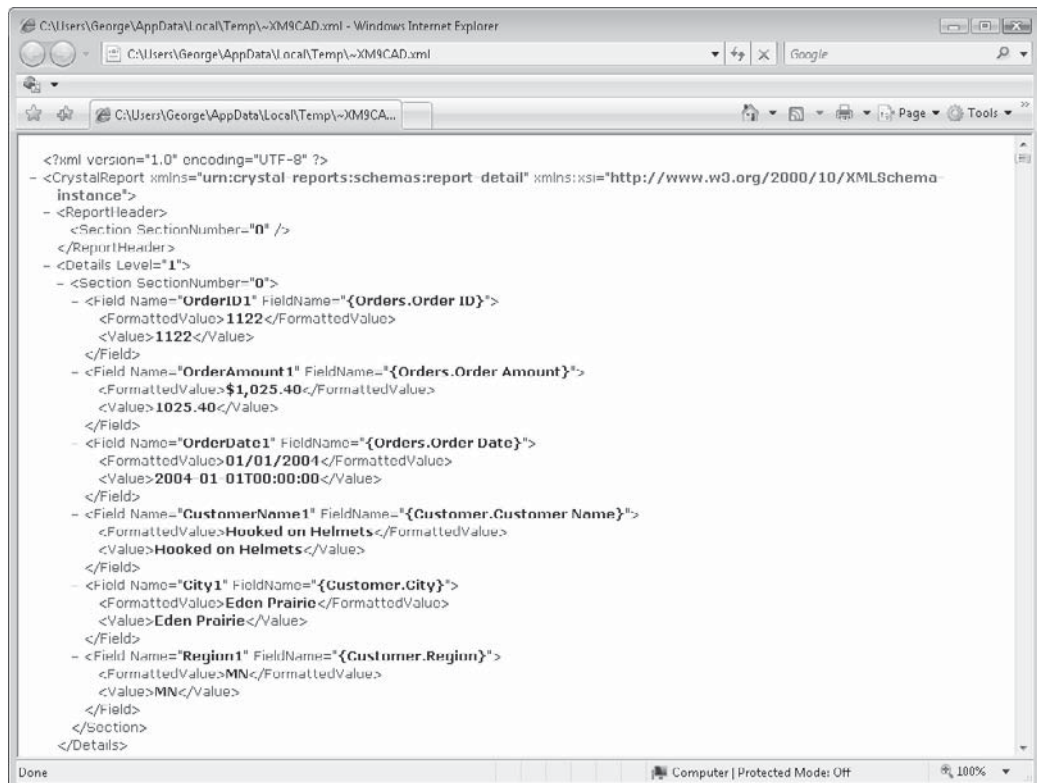 C:\Users\George\AppData\Local\Temp\~XM9CAD.xml - Windows Internet Explorer
C:\Users\George\AppData\Local\Temp\~XM9CAD.xml
Google
C:\Users\George\AppData\Local\Temp\~XM9CA...
Page
Tools
<?xml version="1.0" encoding="UTF-8" ?>
- <CrystalReport xmlns="urn:crystal-reports:schemas:report-detail" xmlns:xsi="http://www.w3.org/2000/10/XMLSchema-
instance">
- <ReportHeader>
<Section SectionNumber="0" />
</ReportHeader>
- <Details Level="1">
- <Section SectionNumber="0">
- <Field Name="OrderID1" FieldName="{Orders.Order ID}">
<FormattedValue>1122</FormattedValue>
<Value>1122</Value>
</Field>
- <Field Name="OrderAmount1" FieldName="{Orders.Order Amount}">
<FormattedValue>$1,025.40</FormattedValue>
<Value>1025.40</Value>
</Field>
- <Field Name="OrderDate1" FieldName="{Orders.Order Date}">
<FormattedValue>01/01/2004</FormattedValue>
<Value>2004-01-01T00:00:00</Value>
</Field>
- <Field Name="CustomerName1" FieldName="{Customer.Customer Name}">
<FormattedValue>Hooked on Helmets</FormattedValue>
<Value>Hooked on Helmets</Value>
</Field>
- <Field Name="City1" FieldName="{Customer.City}">
<FormattedValue>Eden Prairie</FormattedValue>
<Value>Eden Prairie</Value>
</Field>
- <Field Name="Region1" FieldName="{Customer.Region}">
<FormattedValue>MN</FormattedValue>
<Value>MN</Value>
</Field>
</Section>
</Details>
Done
Computer | Protected Mode: Off
100%